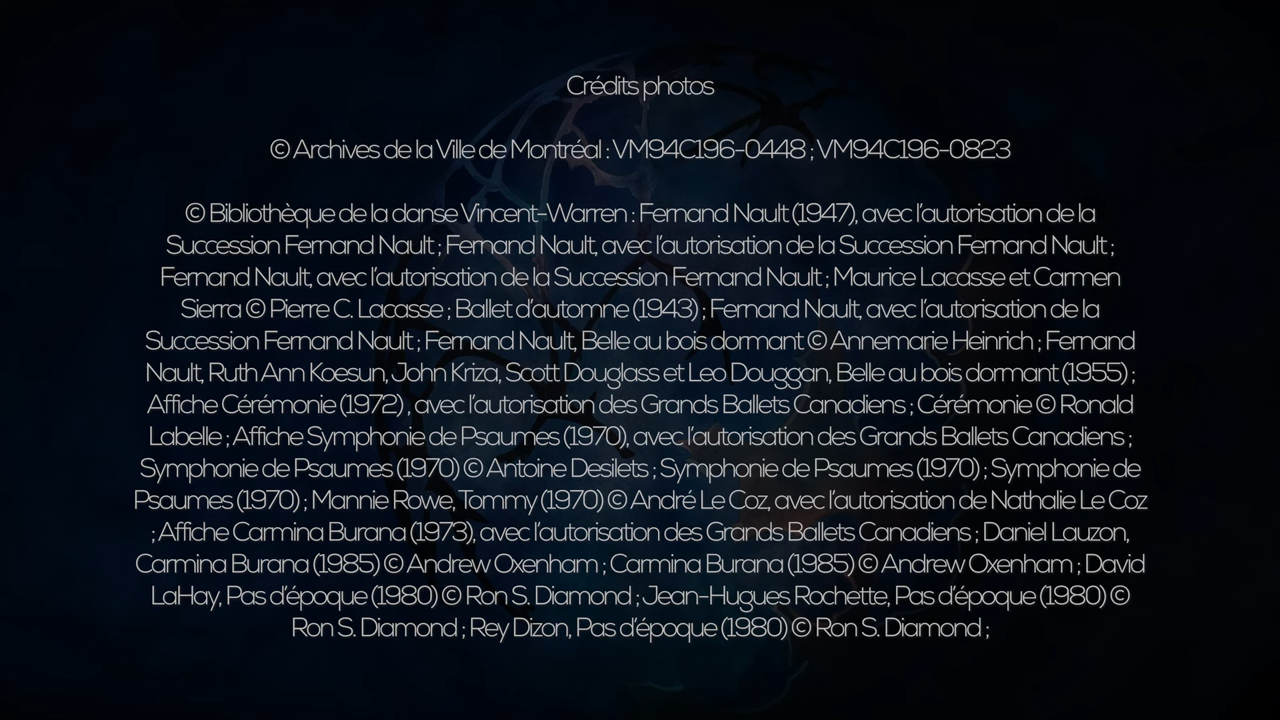 Crédits photos
© Archives de la Ville de Montréal : VM94C196-0448 ; VM94C196-0823
© Bibliothèque de la danse Vincent-Warren : Fernand Nault (1947), avec l'autorisation de la
Succession Fernand Nault ; Fernand Nault, avec l'autorisation de la Succession Fernand Nault ;
Fernand Nault, avec l'autorisation de la Succession Fernand Nault ; Maurice Lacasse et Carmen
Sierra © Pierre C. Lacasse ; Ballet d'automne (1943) ; Fernand Nault, avec l'autorisation de la
Succession Fernand Nault ; Fernand Nault, Belle au bois dormant © Annemarie Heinrich ; Fernand
Nault, Ruth Ann Koesun, John Kriza, Scott Douglass et Leo Douggan, Belle au bois dormant (1955) ;
Affiche Cérémonie (1972) , avec l'autorisation des Grands Ballets Canadiens ; Cérémonie © Ronald
Labelle ; Affiche Symphonie de Psaumes (1970), avec l'autorisation des Grands Ballets Canadiens ;
Symphonie de Psaumes (1970) © Antoine Desilets ; Symphonie de Psaumes (1970) ; Symphonie de
Psaumes (1970) ; Mannie Rowe, Tommy (1970) © André Le Coz, avec l'autorisation de Nathalie Le Coz
; Affiche Carmina Burana (1973), avec l'autorisation des Grands Ballets Canadiens ; Daniel Lauzon,
Carmina Burana (1985) © Andrew Oxenham ; Carmina Burana (1985) © Andrew Oxenham ; David
LaHay, Pas d'époque (1980) © Ron S. Diamond ; Jean-Hugues Rochette, Pas d'époque (1980) ©
Ron S. Diamond ; Rey Dizon, Pas d'époque (1980) © Ron S. Diamond ;